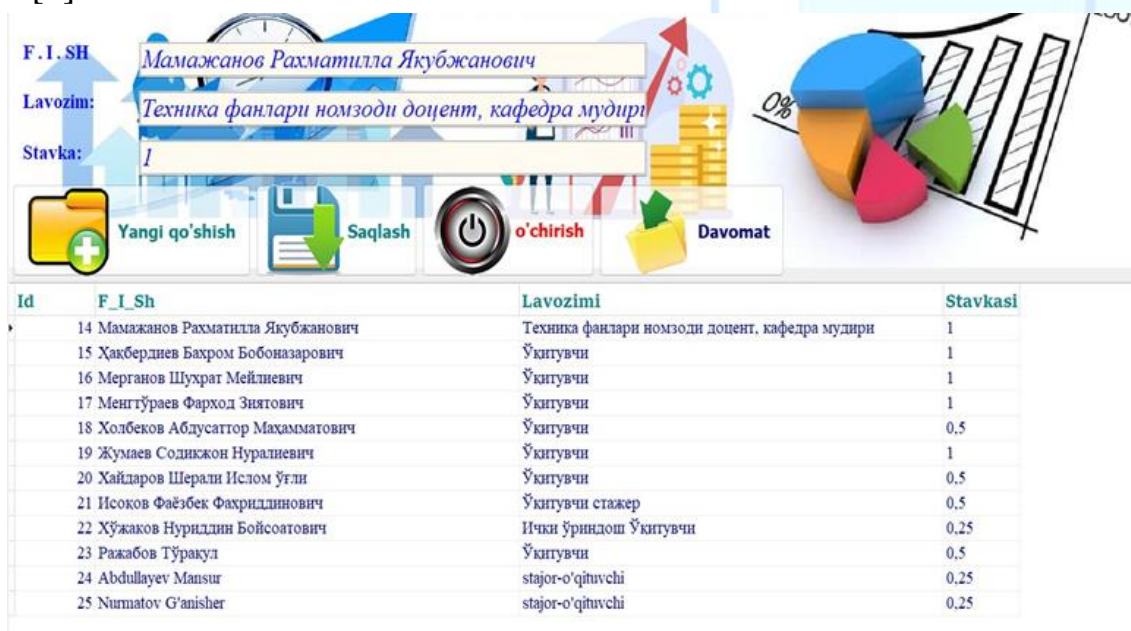 F.I.SH Мамажанов Рахматилла Якубжанович
Lavozim: Техника фанлари номзоди доцент, кафедра мудири
Stavka: 1
0%
Yangi qo'shish Saqlash o'chirish Davomat
Id F_I_Sh Lavozimi Stavkasi
14 Мамажанов Рахматилла Якубжанович Техника фанлари номзоди доцент, кафедра мудири 1
15 Ҳақбердиев Бахром Бобоназарович Ўқитувчи 1
16 Мерганов Шухрат Мейлиевич Ўқитувчи 1
17 Менгтўраев Фарход Зиятович Ўқитувчи 1
18 Холбеков Абдусаттор Маҳамматович Ўқитувчи 0,5
19 Жумаев Содикжон Нуралиевич Ўқитувчи 1
20 Хайдаров Шерали Ислом ўғли Ўқитувчи 0,5
21 Исоқов Фаёзбек Фахриддинович Ўқитувчи стажер 0,5
22 Хўжаков Нуриддин Бойсоатович Ички ўриндош Ўқитувчи 0,25
23 Ражабов Тўрақул Ўқитувчи 0,5
24 Abdullayev Mansur stajor-o'qituvchi 0,25
25 Nurmatov G'anisher stajor-o'qituvchi 0,25